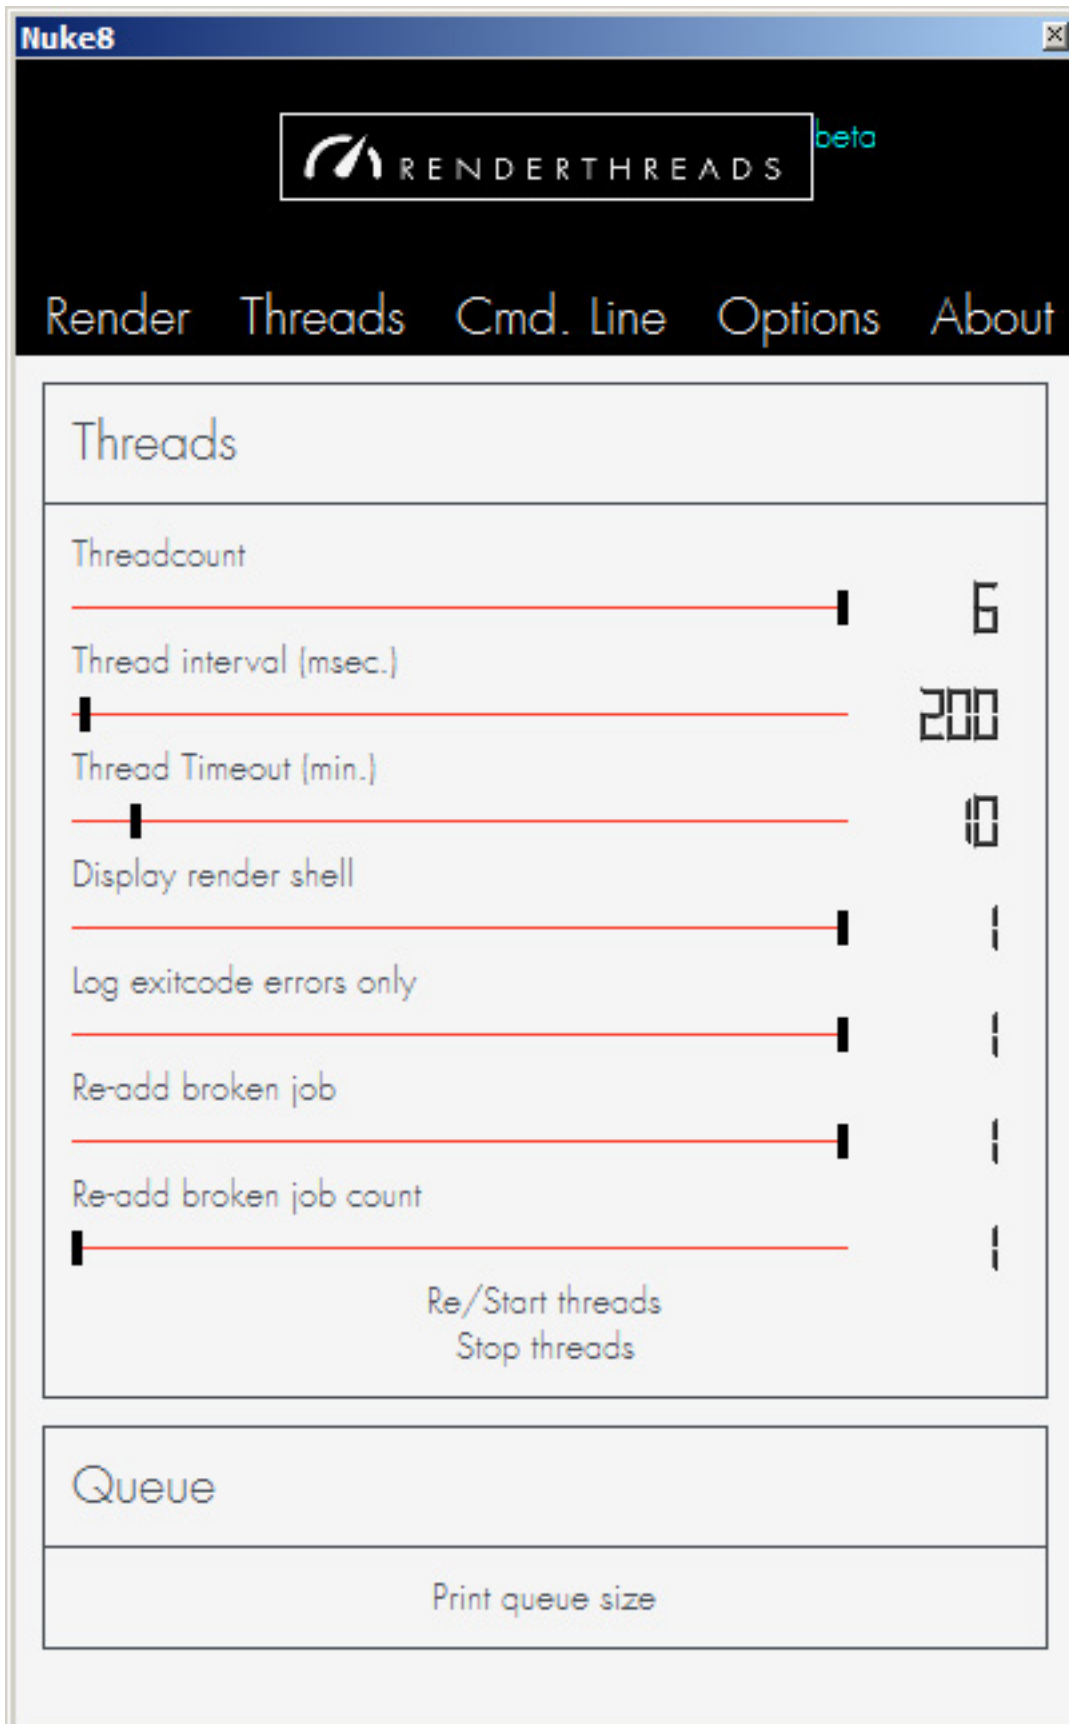 Nuke8
RENDERTHREADS beta
Render Threads Cmd. Line Options About
Threads
Threadcount
6
Thread interval (msec.)
200
Thread Timeout (min.)
10
Display render shell
1
Log exitcode errors only
1
Re-add broken job
1
Re-add broken job count
1
Re/Start threads
Stop threads
Queue
Print queue size